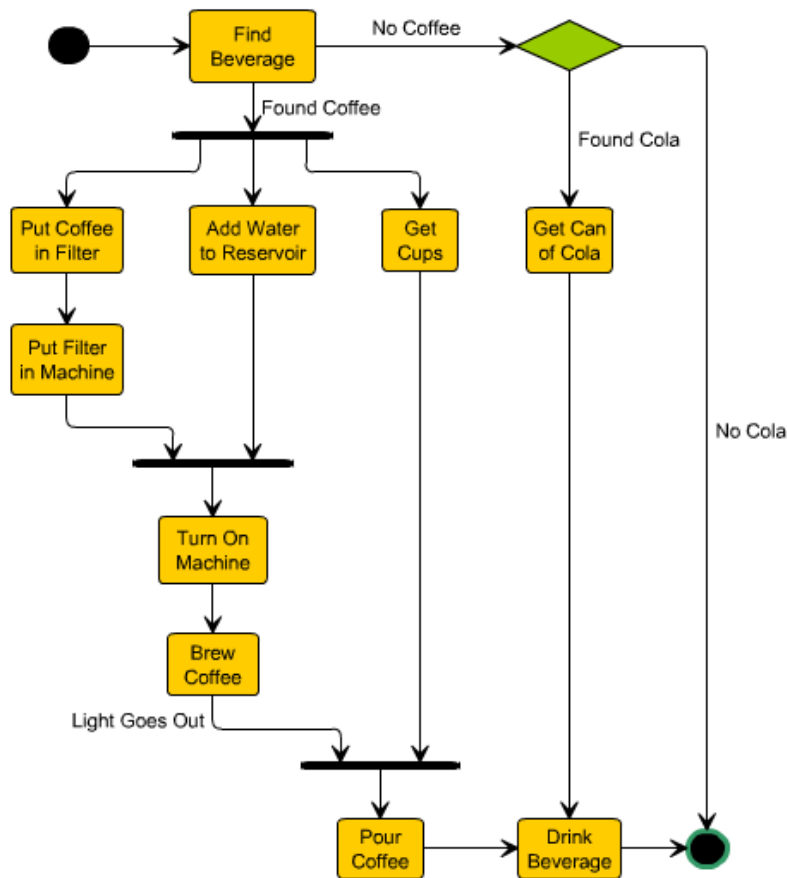 Find
Beverage
No Coffee
Found Coffee
Found Cola
Put Coffee
in Filter
Add Water
to Reservoir
Get
Cups
Get Can
of Cola
Put Filter
in Machine
No Cola
Turn On
Machine
Brew
Coffee
Light Goes Out
Pour
Coffee
Drink
Beverage